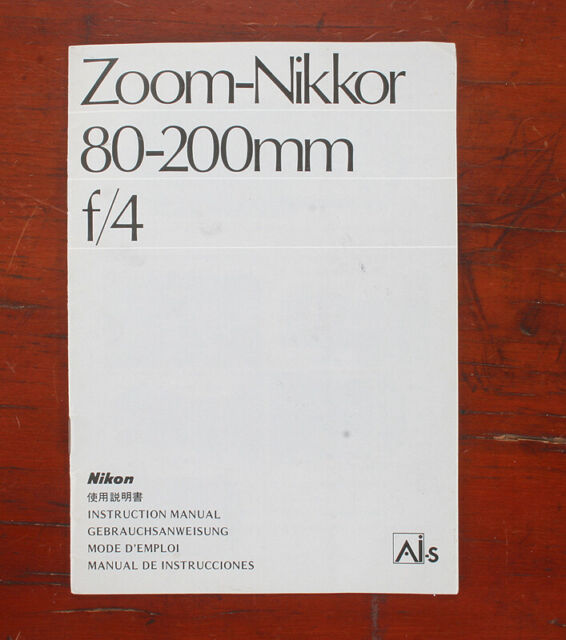 Zoom-Nikkor
80-200mm
f/4
Nikon
使用説明書
INSTRUCTION MANUAL
GEBRAUCHSANWEISUNG
MODE D'EMPLOI
MANUAL DE INSTRUCCIONES
Ai-s